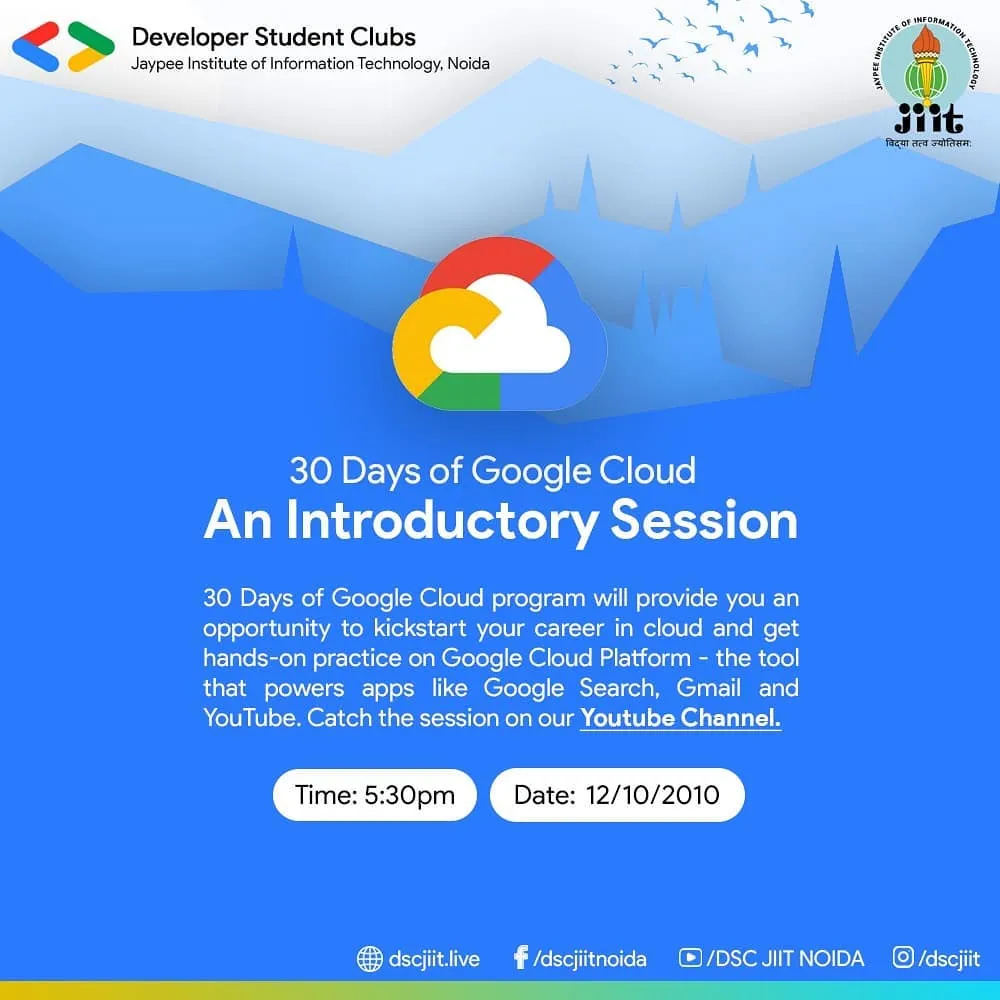 Developer Student Clubs
Jaypee Institute of Information Technology, Noida
JAYPEE INSTITUTE OF INFORMATION TECHNOLOGY
jiit
विद्या तत्व ज्योतिसमः
30 Days of Google Cloud
An Introductory Session
30 Days of Google Cloud program will provide you an
opportunity to kickstart your career in cloud and get
hands-on practice on Google Cloud Platform - the tool
that powers apps like Google Search, Gmail and
YouTube. Catch the session on our Youtube Channel.
Time: 5:30pm
Date: 12/10/2010
dscjiit.live
/dscjiitnoida
/DSC JIIT NOIDA
/dscjiit